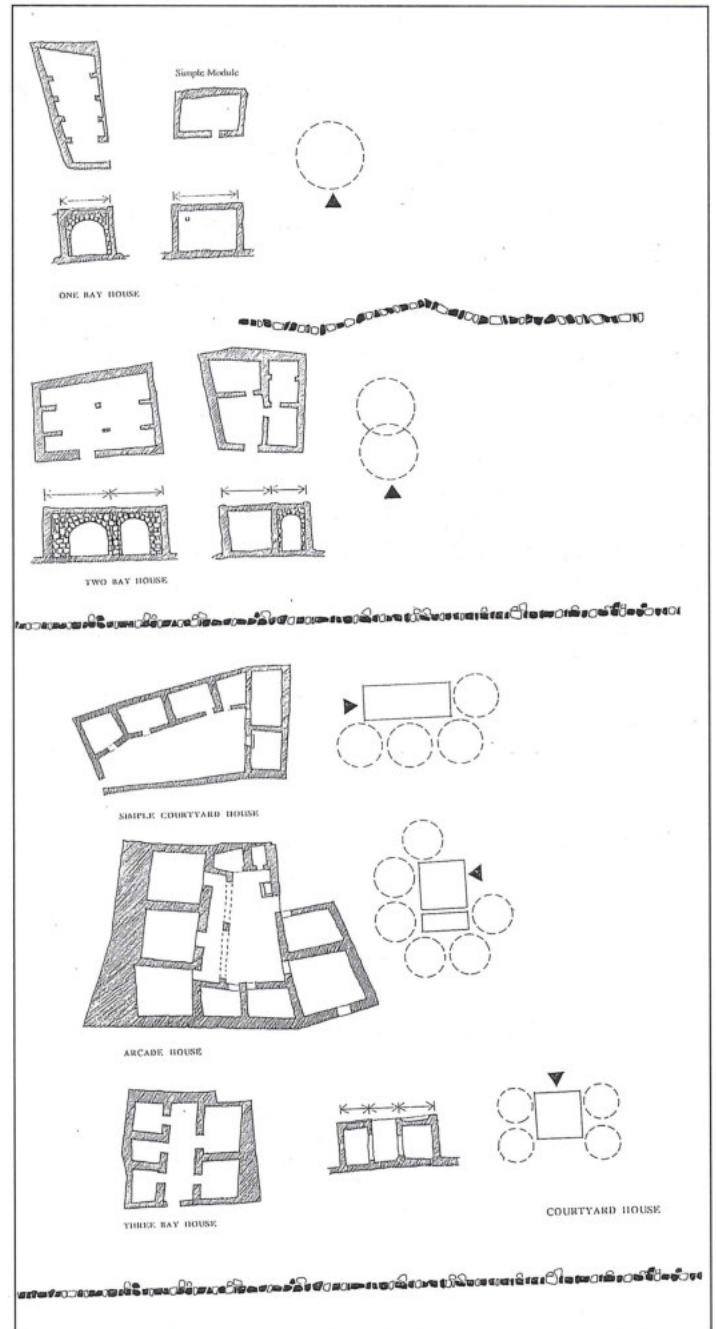 Simple Module
ONE BAY HOUSE
TWO BAY HOUSE
SIMPLE COURTYARD HOUSE
ARCADE HOUSE
THREE BAY HOUSE
COURTYARD HOUSE